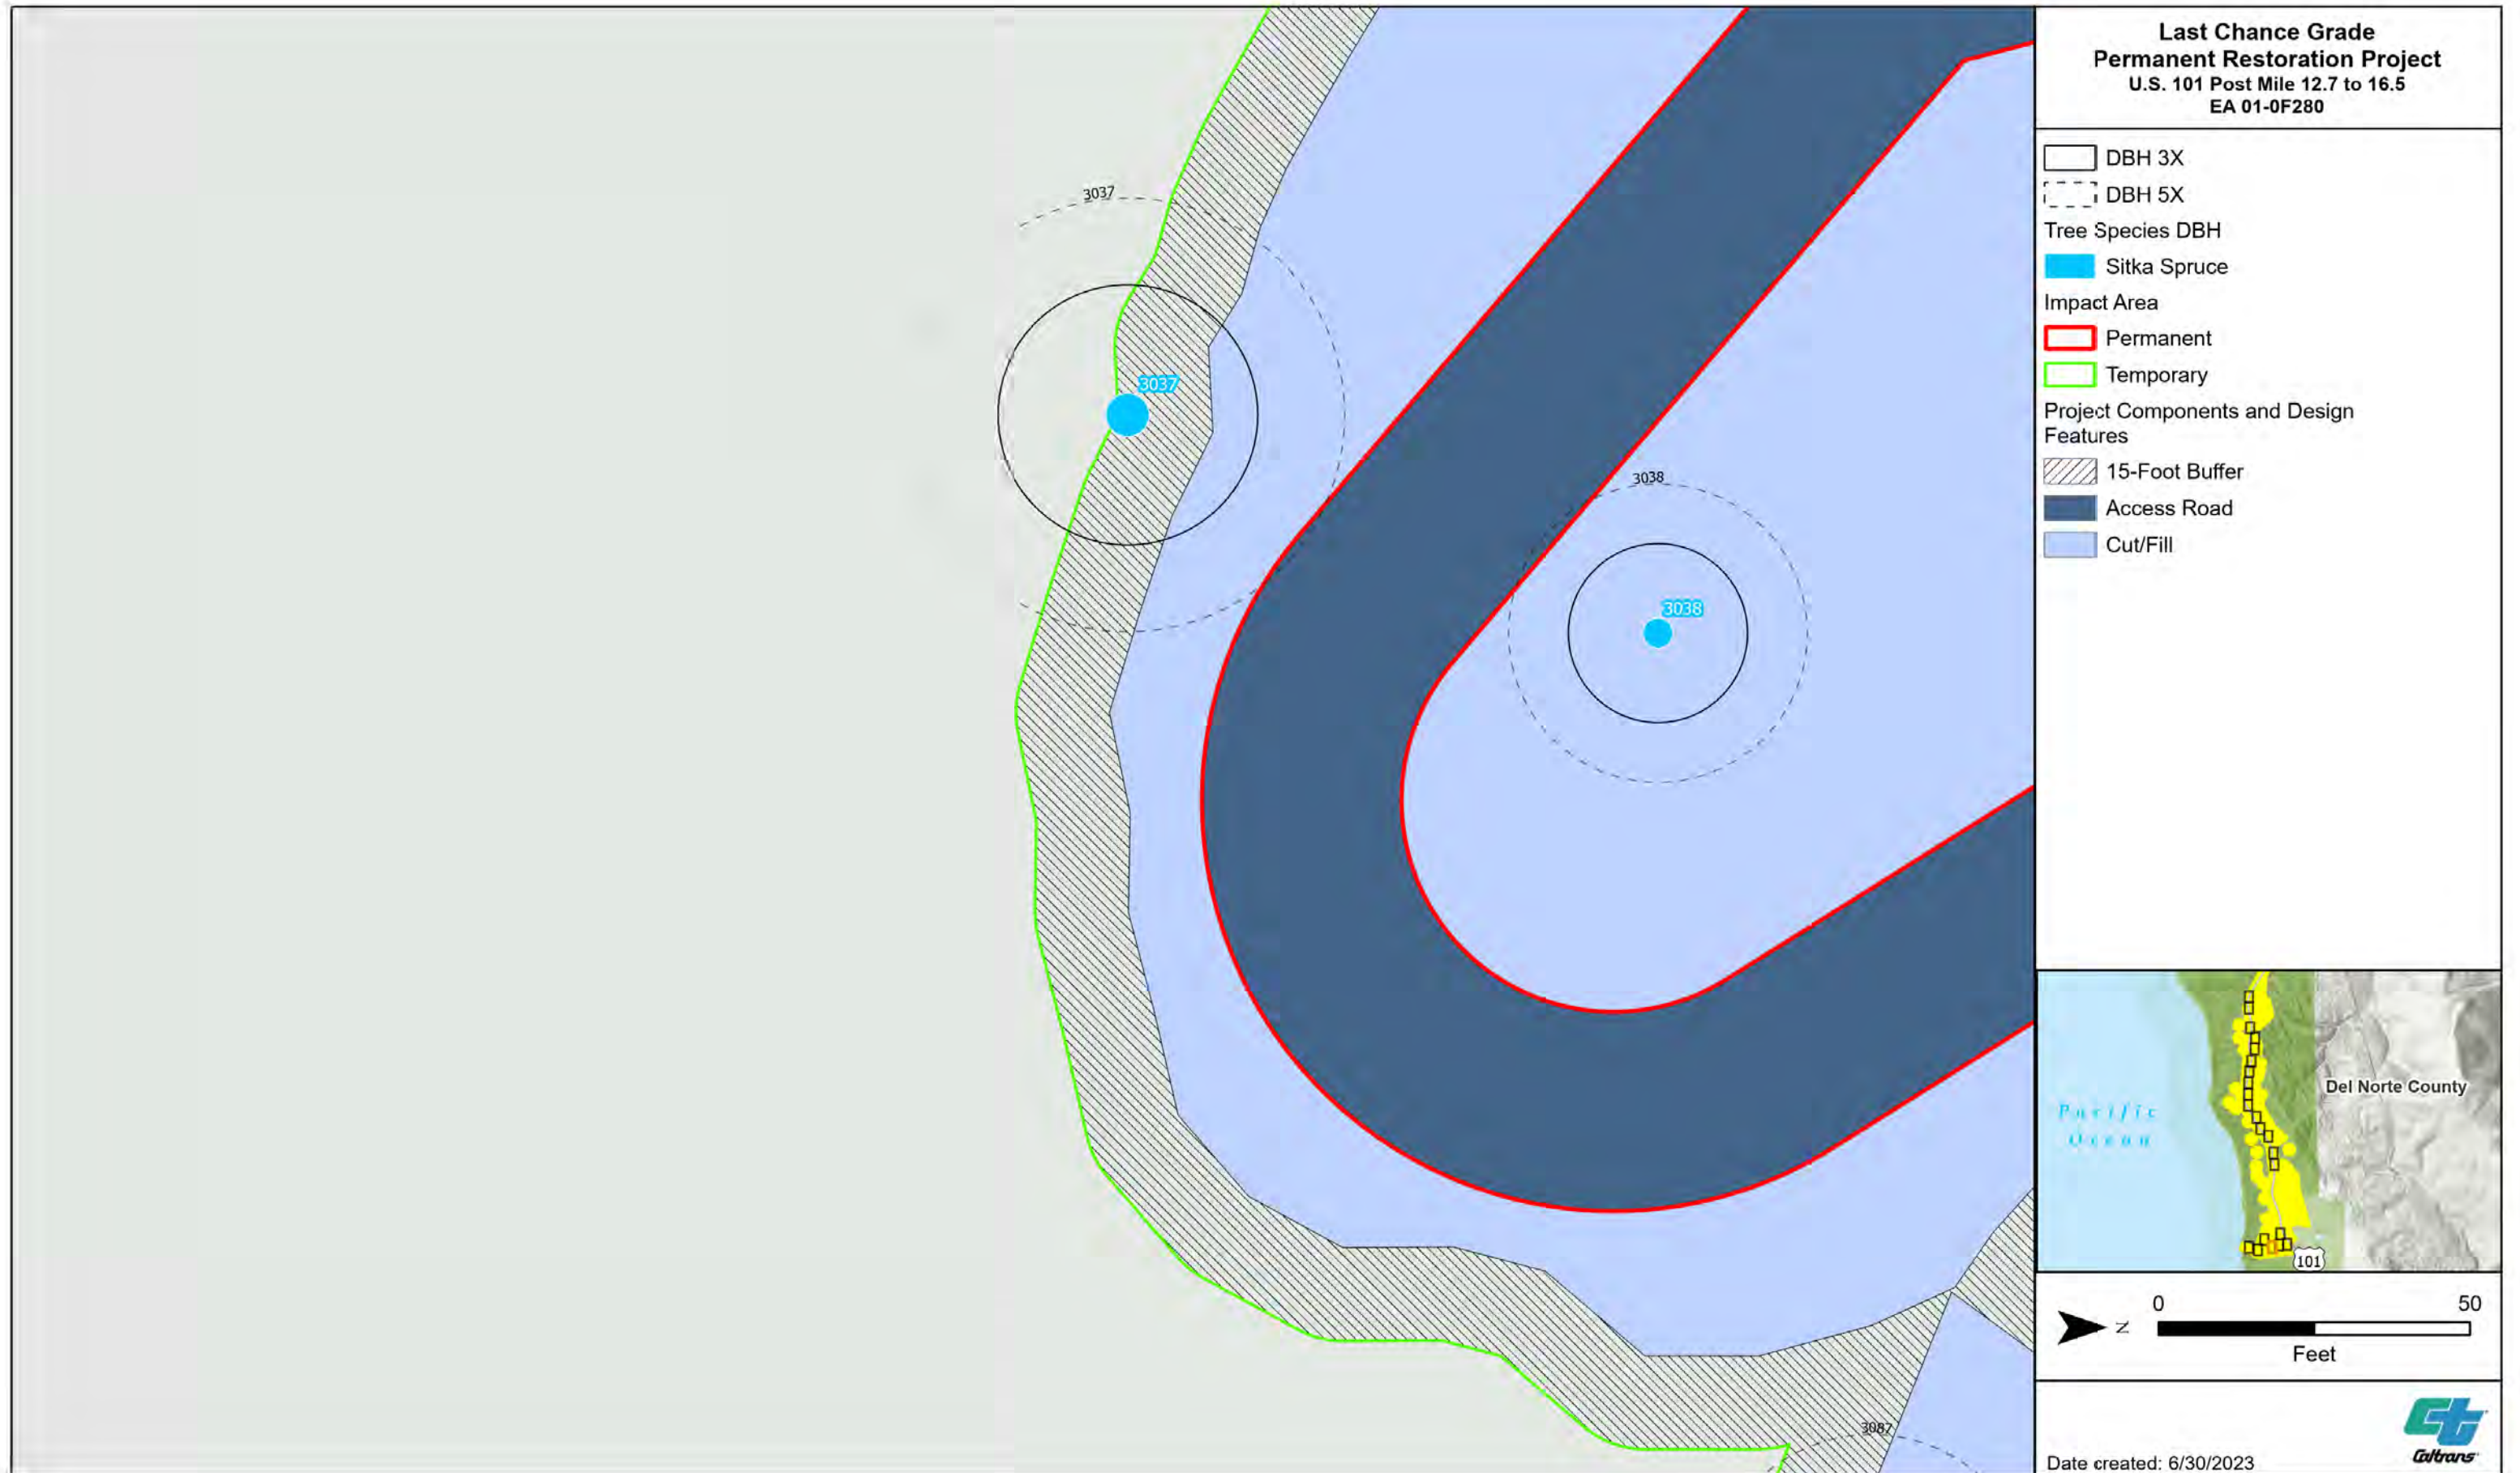 Last Chance Grade
Permanent Restoration Project
U.S. 101 Post Mile 12.7 to 16.5
EA 01-0F280
DBH 3X
DBH 5X
Tree Species DBH
Sitka Spruce
Impact Area
Permanent
Temporary
Project Components and Design
Features
15-Foot Buffer
Access Road
Cut/Fill
3037
3037
3038
3038
3087
Del Norte County
Pacific
Ocean
101
0 50
N
Feet
Date created: 6/30/2023
Caltrans